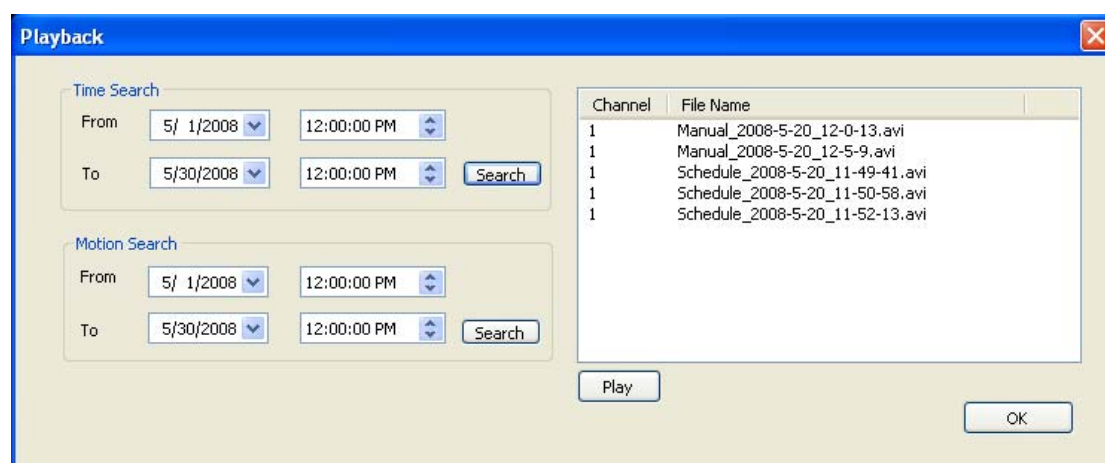 Playback
Time Search
From 5/ 1/2008 12:00:00 PM
To 5/30/2008 12:00:00 PM Search
Motion Search
From 5/ 1/2008 12:00:00 PM
To 5/30/2008 12:00:00 PM Search
Channel File Name
1 Manual_2008-5-20_12-0-13.avi
1 Manual_2008-5-20_12-5-9.avi
1 Schedule_2008-5-20_11-49-41.avi
1 Schedule_2008-5-20_11-50-58.avi
1 Schedule_2008-5-20_11-52-13.avi
Play
OK